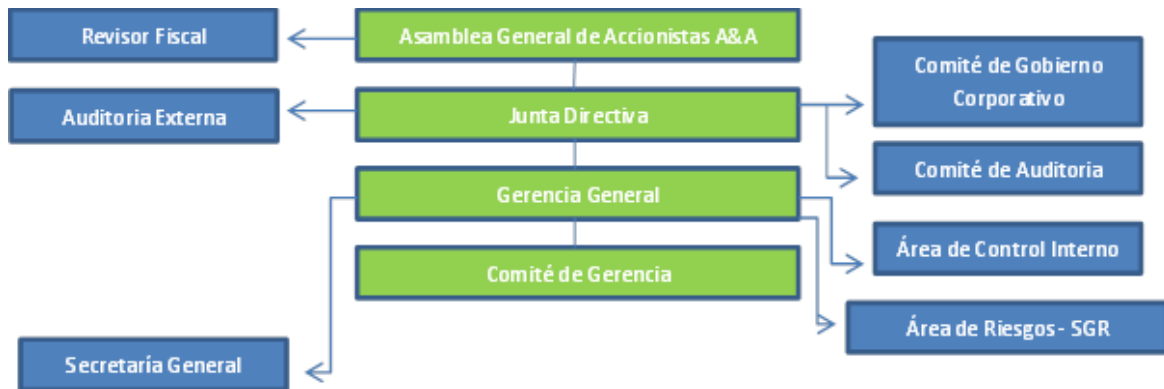 Revisor Fiscal
Asamblea General de Accionistas A&A
Comité de Gobierno
Corporativo
Auditoria Externa
Junta Directiva
Comité de Auditoria
Gerencia General
Área de Control Interno
Comité de Gerencia
Área de Riesgos - SGR
Secretaría General